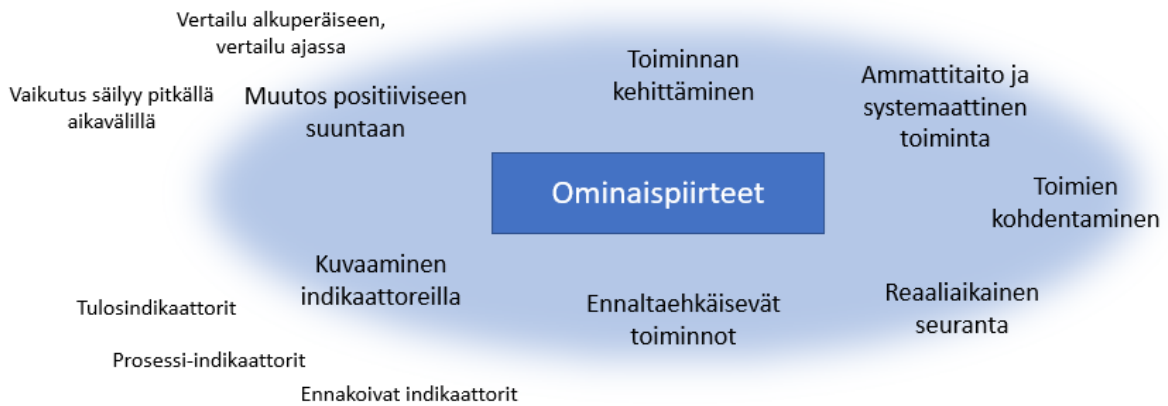 Vertailu alkuperäiseen,
vertailu ajassa
Vaikutus säilyy pitkällä
aikavälillä
Muutos positiiviseen
suuntaan
Toiminnan
kehittäminen
Ammattitaito ja
systemaattinen
toiminta
Ominaispiirteet
Toimien
kohdentaminen
Kuvaaminen
indikaattoreilla
Tulosindikaattorit
Prosessi-indikaattorit
Ennakoivat indikaattorit
Ennaltaehkäisevät
toiminnot
Reaaliaikainen
seuranta